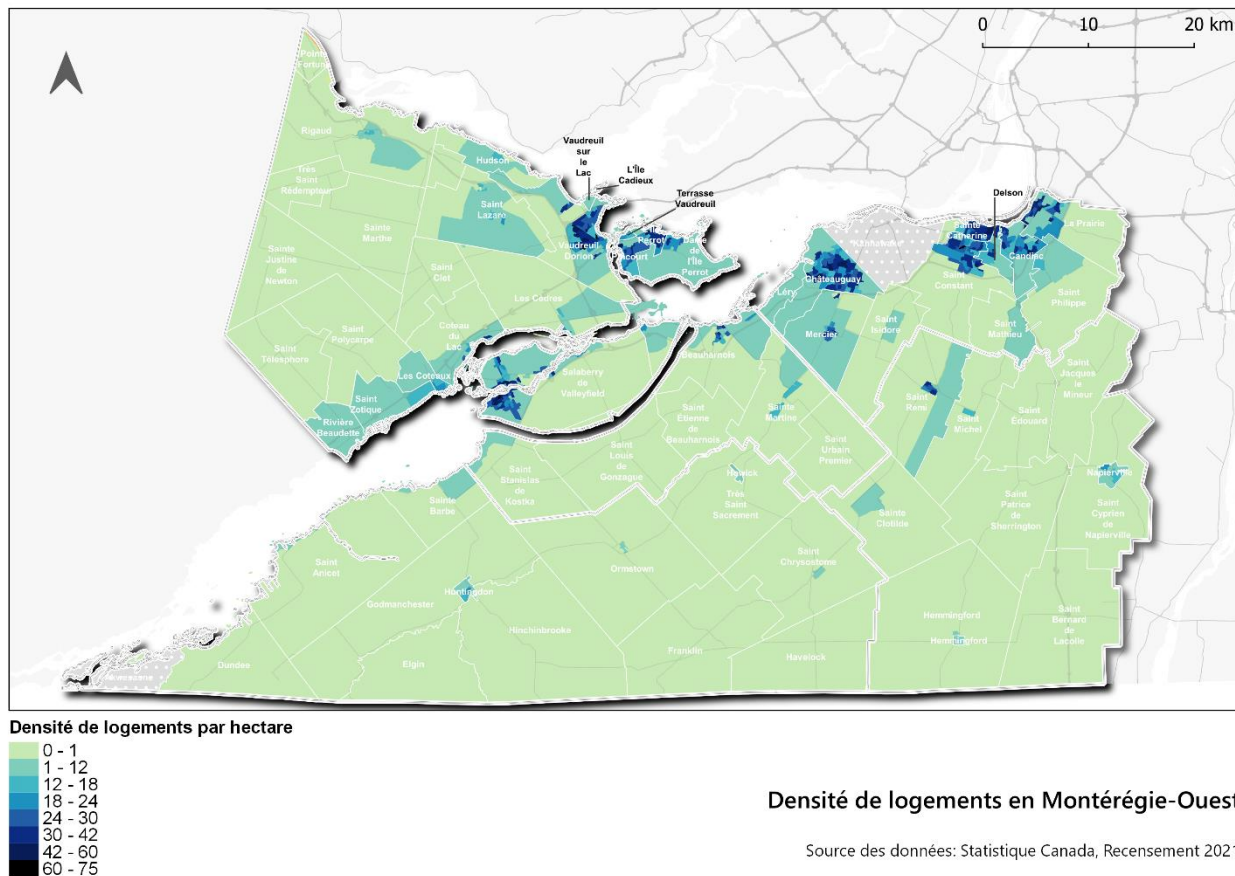 0 10 20 km
Pointe
Fortune
Rigaud
Très
Saint
Rédempteur
Hudson
Vaudreuil
sur
le
Lac
L'Île
Cadieux
Terrasse
Vaudreuil
Delson
Saint
Lazare
Sainte
Marthe
Vaudreuil
Dorion
Perrot
Pincourt
Dame
de
l'Île
Perrot
Kahnawake
Sainte
Catherine
La Prairie
Candiac
Sainte
Justine
de
Newton
Saint
Clet
Les Cèdres
Châteauguay
Léry
Saint
Constant
Saint
Philippe
Saint
Polycarpe
Coteau
du
Lac
Mercier
Saint
Isidore
Saint
Mathieu
Saint
Télesphore
Les Coteaux
Beauharnois
Saint
Zotique
Salaberry
de
Valleyfield
Saint
Jacques
le
Mineur
Rivière
Beaudette
Saint
Étienne
de
Beauharnois
Sainte
Martine
Saint
Rémi
Saint
Michel
Saint
Édouard
Saint
Urbain
Premier
Saint
Louis
de
Gonzague
Saint
Stanislas
de
Kostka
Howick
Très
Saint
Sacrement
Napierville
Sainte
Barbe
Sainte
Clotilde
Saint
Patrice
de
Sherrington
Saint
Cyprien
de
Napierville
Saint
Anicet
Ormstown
Saint
Chrysostome
Huntingdon
Godmanchester
Hinchinbrooke
Hemmingford
Hemmingford
Saint
Bernard
de
Lacolle
Akwesasne
Dundee
Elgin
Franklin
Havelock
Densité de logements par hectare
0 - 1
1 - 12
12 - 18
18 - 24
24 - 30
30 - 42
42 - 60
60 - 75
Densité de logements en Montérégie-Ouest
Source des données: Statistique Canada, Recensement 2021